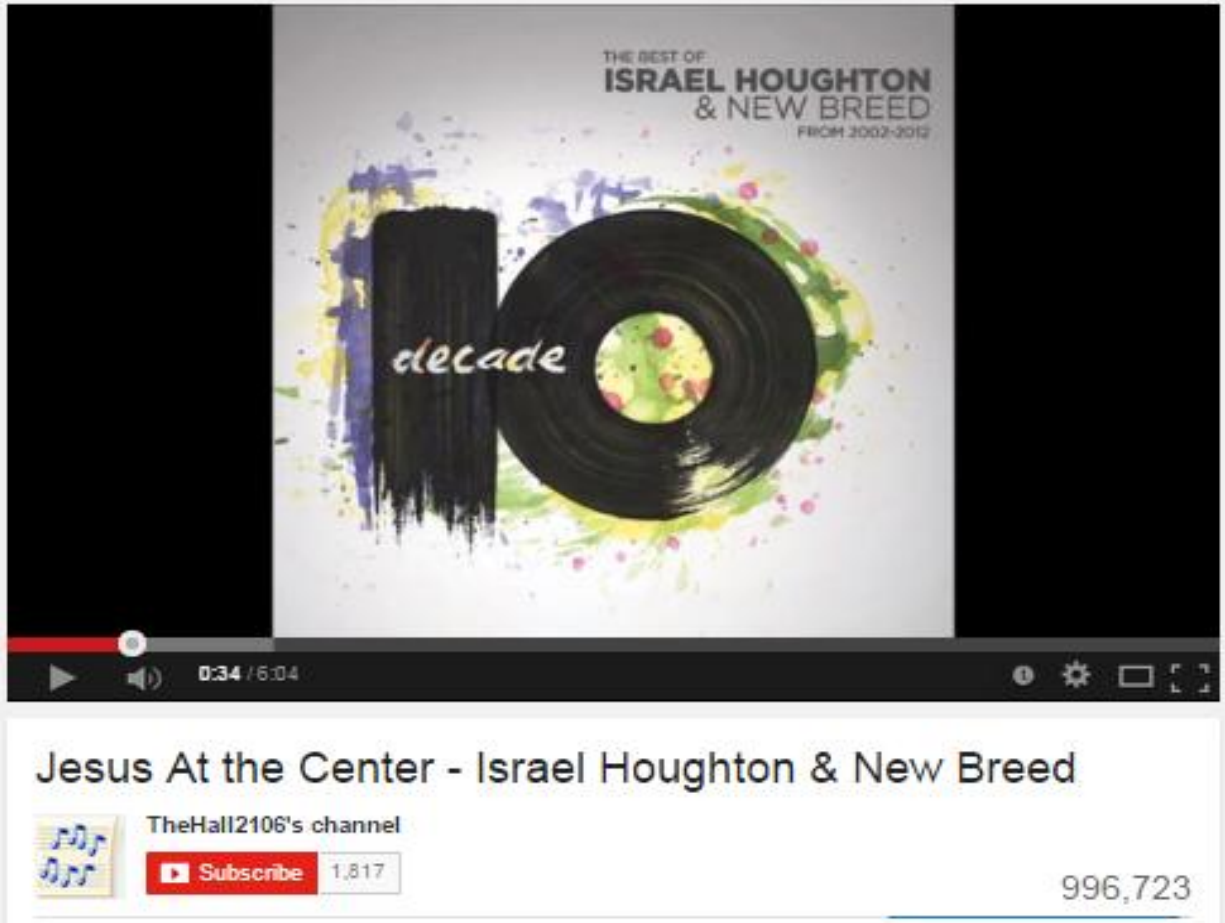 THE BEST OF
ISRAEL HOUGHTON
& NEW BREED
FROM 2002-2012
decade
0:34 / 6:04
Jesus At the Center - Israel Houghton & New Breed
TheHall2106's channel
Subscribe 1,817
996,723